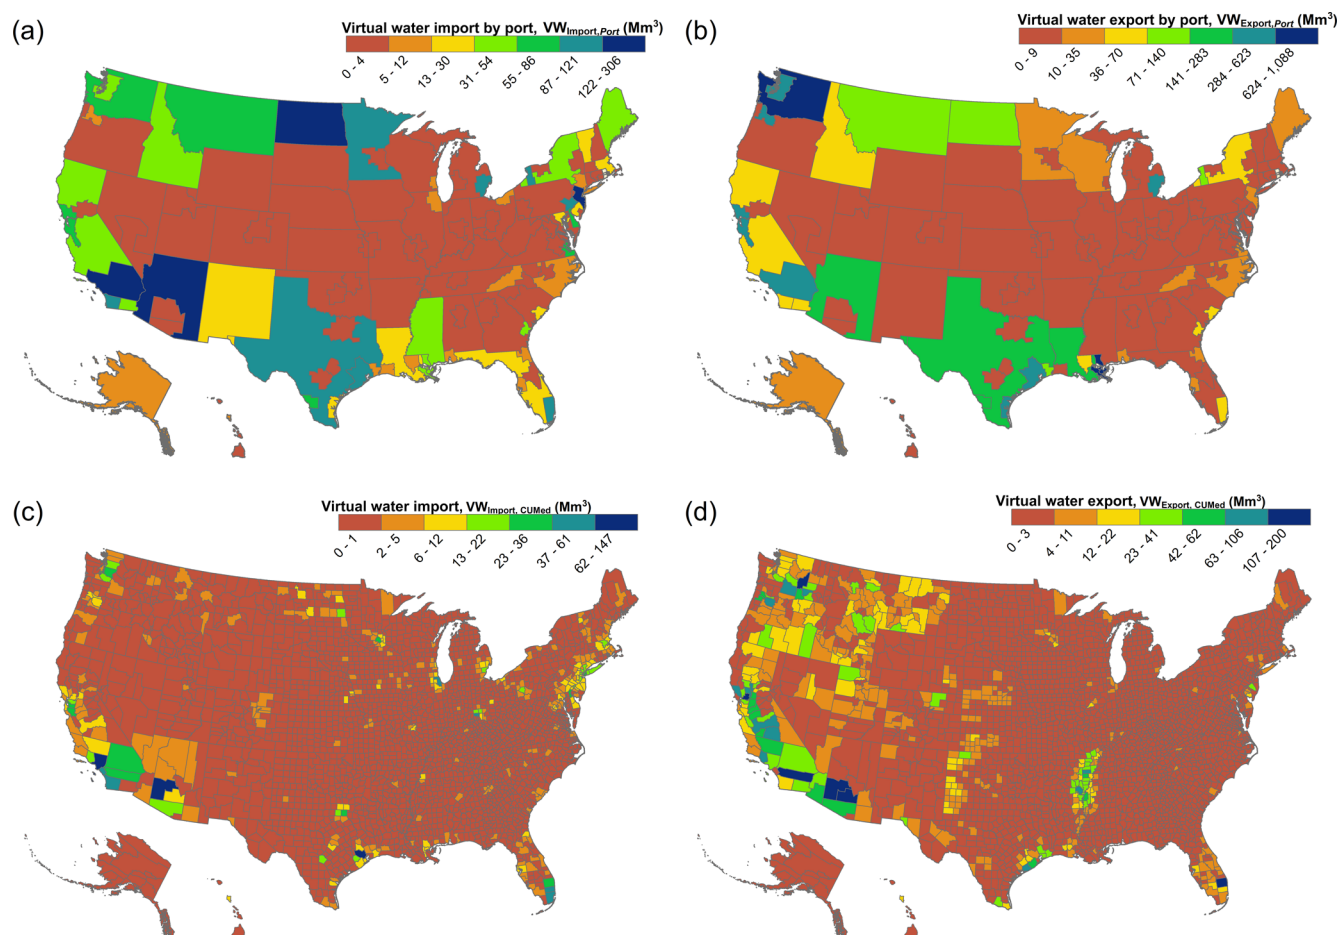 (a)
Virtual water import by port, VWImport,Port (Mm³)
0 - 4
5 - 12
13 - 30
31 - 54
55 - 86
87 - 121
122 - 306
(b)
Virtual water export by port, VWExport,Port (Mm³)
0 - 9
10 - 35
36 - 70
71 - 140
141 - 283
284 - 623
624 - 1,088
(c)
Virtual water import, VWImport, CUMed (Mm³)
0 - 1
2 - 5
6 - 12
13 - 22
23 - 36
37 - 61
62 - 147
(d)
Virtual water export, VWExport, CUMed (Mm³)
0 - 3
4 - 11
12 - 22
23 - 41
42 - 62
63 - 106
107 - 200